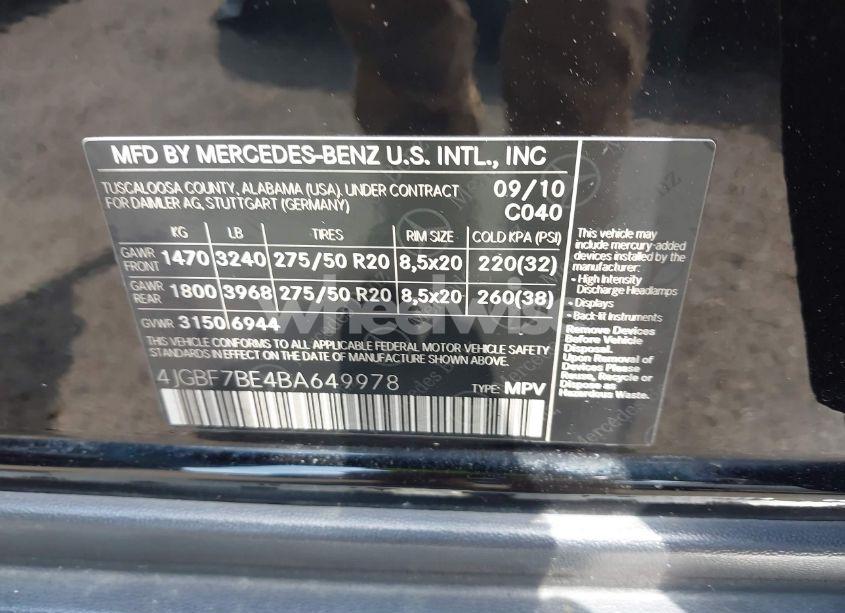 MFD BY MERCEDES-BENZ U.S. INTL., INC
TUSCALOOSA COUNTY, ALABAMA (USA). UNDER CONTRACT
FOR DAIMLER AG, STUTTGART (GERMANY)
09/10
C040
KG LB TIRES RIM SIZE COLD KPA (PSI)
GAWR FRONT 1470 3240 275/50 R20 8,5x20 220(32)
GAWR REAR 1800 3968 275/50 R20 8,5x20 260(38)
GVWR 3150 6944
THIS VEHICLE CONFORMS TO ALL APPLICABLE FEDERAL MOTOR VEHICLE SAFETY
STANDARDS IN EFFECT ON THE DATE OF MANUFACTURE SHOWN ABOVE.
4JGBF7BE4BA649978
TYPE: MPV
This vehicle may
include mercury-added
devices installed by the
manufacturer:
- High Intensity
Discharge Headlamps
- Displays
- Back-lit Instruments
Remove Devices
Before Vehicle
Disposal.
Upon Removal of
Devices Please
Reuse, Recycle or
Dispose as
Hazardous Waste.
wheelwise